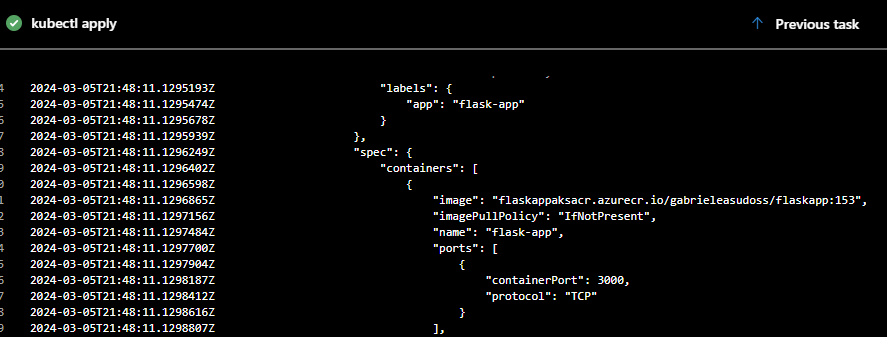 kubectl apply
Previous task
4 2024-03-05T21:48:11.1295193Z "labels": {
5 2024-03-05T21:48:11.1295474Z "app": "flask-app"
6 2024-03-05T21:48:11.1295678Z }
7 2024-03-05T21:48:11.1295939Z },
8 2024-03-05T21:48:11.1296249Z "spec": {
9 2024-03-05T21:48:11.1296402Z "containers": [
0 2024-03-05T21:48:11.1296598Z {
1 2024-03-05T21:48:11.1296865Z "image": "flaskappaksacr.azurecr.io/gabrieleasudoss/flaskapp:153",
2 2024-03-05T21:48:11.1297156Z "imagePullPolicy": "IfNotPresent",
3 2024-03-05T21:48:11.1297484Z "name": "flask-app",
4 2024-03-05T21:48:11.1297700Z "ports": [
5 2024-03-05T21:48:11.1297904Z {
6 2024-03-05T21:48:11.1298187Z "containerPort": 3000,
7 2024-03-05T21:48:11.1298412Z "protocol": "TCP"
8 2024-03-05T21:48:11.1298616Z }
9 2024-03-05T21:48:11.1298807Z ],